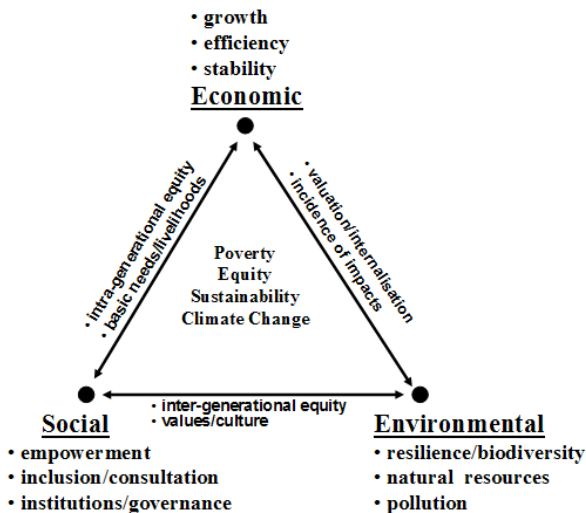 • growth
• efficiency
• stability
Economic
• intra-generational equity
• basic needs/livelihoods
• valuation/internalisation
• incidence of impacts
Poverty
Equity
Sustainability
Climate Change
• inter-generational equity
• values/culture
Social
• empowerment
• inclusion/consultation
• institutions/governance
Environmental
• resilience/biodiversity
• natural resources
• pollution